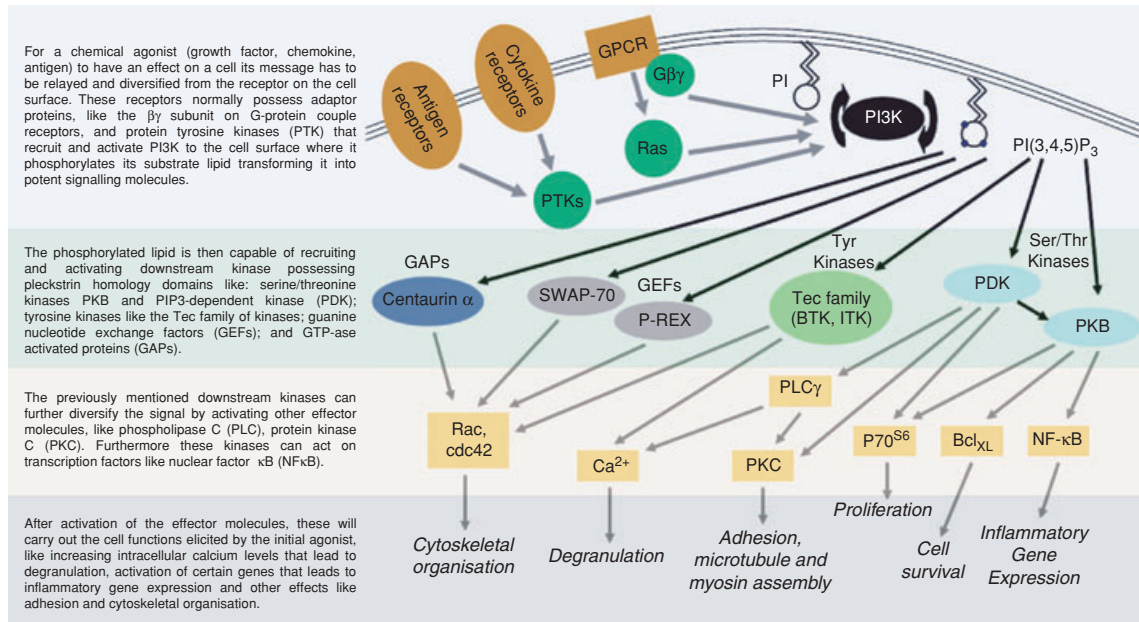 For a chemical agonist (growth factor, chemokine,
antigen) to have an effect on a cell its message has to
be relayed and diversified from the receptor on the cell
surface. These receptors normally possess adaptor
proteins, like the βγ subunit on G-protein couple
receptors, and protein tyrosine kinases (PTK) that
recruit and activate PI3K to the cell surface where it
phosphorylates its substrate lipid transforming it into
potent signalling molecules.
Antigen
receptors
Cytokine
receptors
GPCR
Gβγ
Ras
PTKs
PI
PI3K
PI(3,4,5)P3
The phosphorylated lipid is then capable of recruiting
and activating downstream kinase possessing
pleckstrin homology domains like: serine/threonine
kinases PKB and PIP3-dependent kinase (PDK);
tyrosine kinases like the Tec family of kinases; guanine
nucleotide exchange factors (GEFs); and GTP-ase
activated proteins (GAPs).
GAPs
Centaurin α
SWAP-70
GEFs
P-REX
Tyr
Kinases
Tec family
(BTK, ITK)
Ser/Thr
Kinases
PDK
PKB
The previously mentioned downstream kinases can
further diversify the signal by activating other effector
molecules, like phospholipase C (PLC), protein kinase
C (PKC). Furthermore these kinases can act on
transcription factors like nuclear factor κB (NFκB).
Rac,
cdc42
Ca2+
PLCγ
PKC
P70S6
BclXL
NF-κB
After activation of the effector molecules, these will
carry out the cell functions elicited by the initial agonist,
like increasing intracellular calcium levels that lead to
degranulation, activation of certain genes that leads to
inflammatory gene expression and other effects like
adhesion and cytoskeletal organisation.
Cytoskeletal
organisation
Degranulation
Adhesion,
microtubule and
myosin assembly
Proliferation
Cell
survival
Inflammatory
Gene
Expression